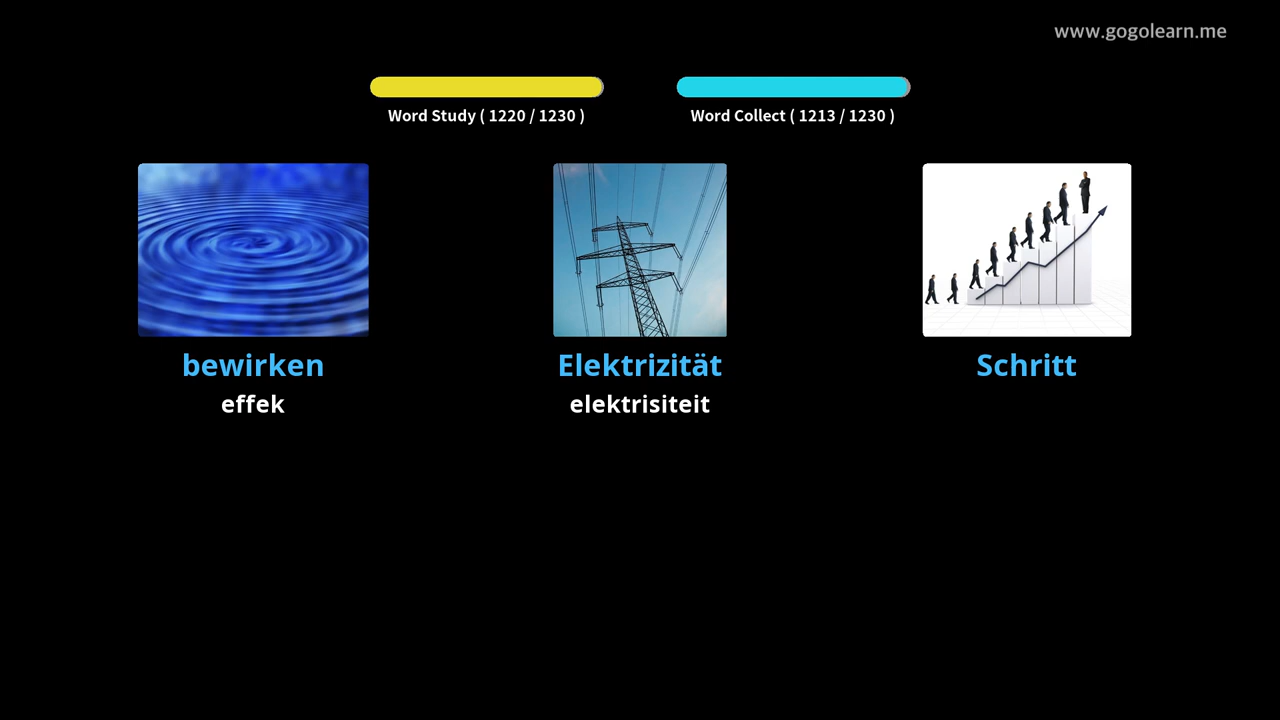 www.gogolearn.me
Word Study ( 1220 / 1230 )
Word Collect ( 1213 / 1230 )
bewirken
effek
Elektrizität
elektrisiteit
Schritt